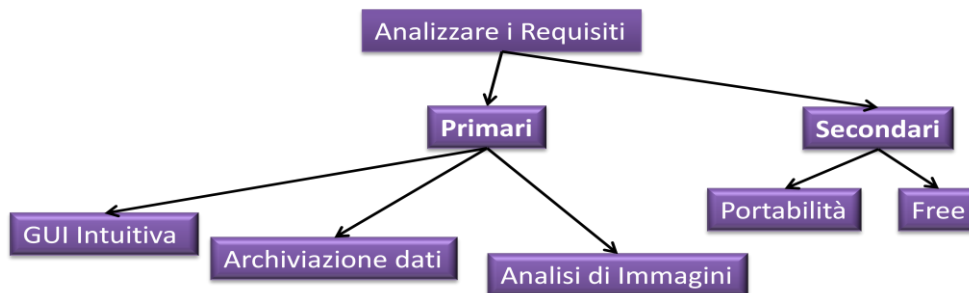 Analizzare i Requisiti
Primari
Secondari
GUI Intuitiva
Archiviazione dati
Analisi di Immagini
Portabilità
Free